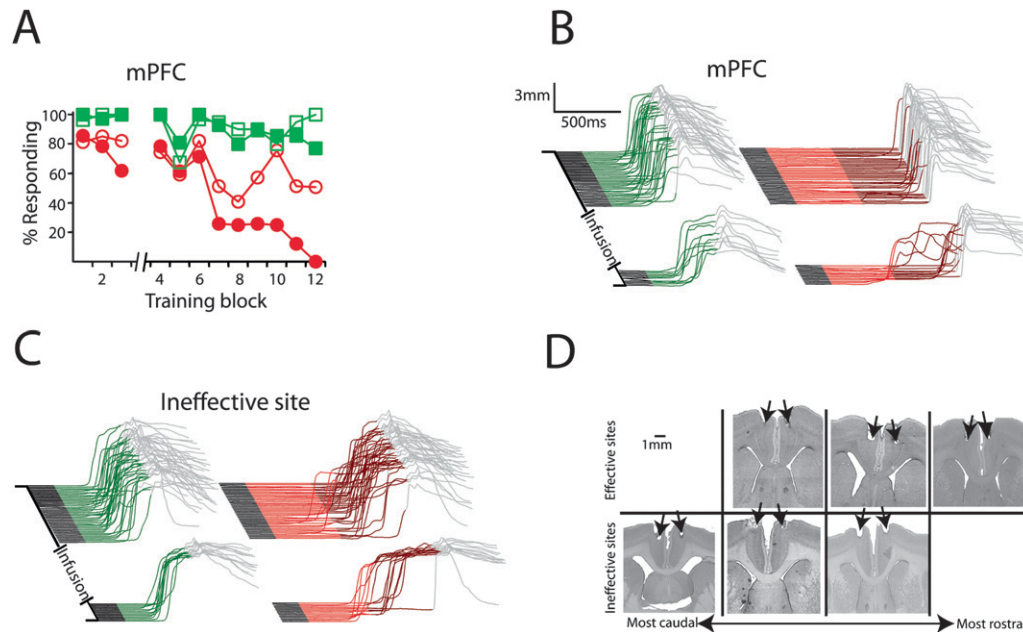 A
mPFC
100
80
60
40
20
% Responding
2
4
6
8
10
12
Training block
B
mPFC
3mm
500ms
Infusion
C
Ineffective site
Infusion
D
1mm
Effective sites
Ineffective sites
Most caudal
Most rostral